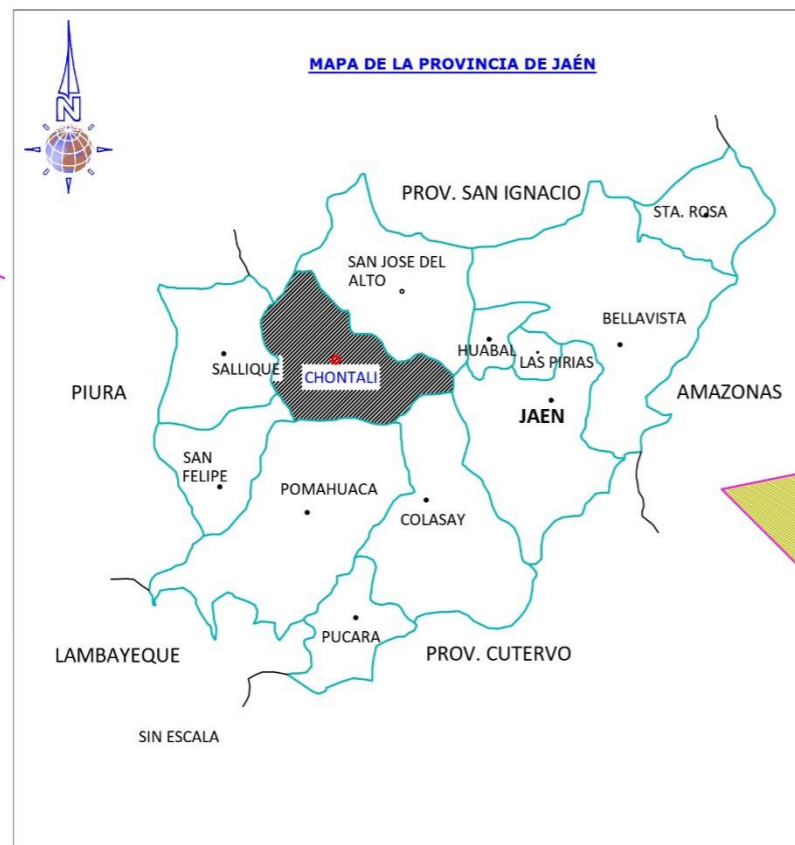 MAPA DE LA PROVINCIA DE JAÉN
N
PROV. SAN IGNACIO
STA. ROSA
SAN JOSE DEL
ALTO
BELLAVISTA
HUABAL
LAS PIRIAS
SALLIQUE
CHONTALI
PIURA
AMAZONAS
JAEN
SAN
FELIPE
POMAHUACA
COLASAY
PUCARA
LAMBAYEQUE
PROV. CUTERVO
SIN ESCALA